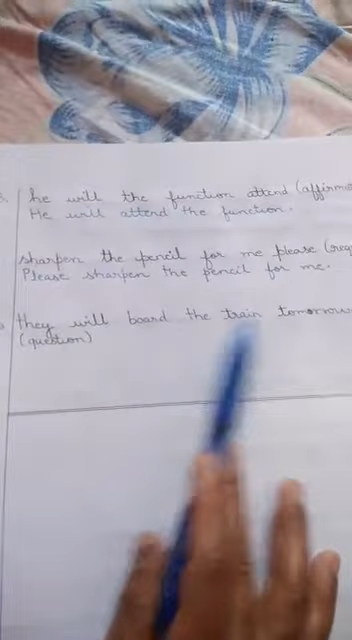 he will the function attend (affirm
He will attend the function.
sharpen the pencil for me please (req
Please sharpen the pencil for me.
they will board the train tomorrow
(question)